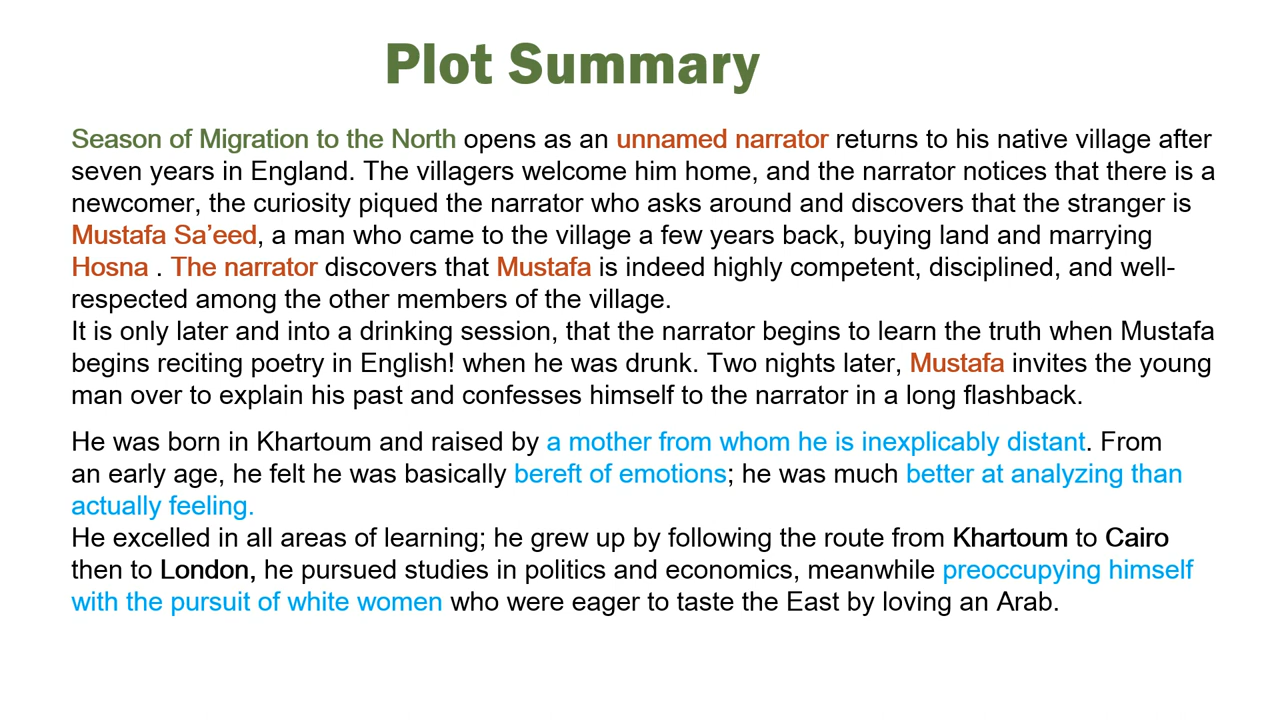 Plot Summary
Season of Migration to the North opens as an unnamed narrator returns to his native village after
seven years in England. The villagers welcome him home, and the narrator notices that there is a
newcomer, the curiosity piqued the narrator who asks around and discovers that the stranger is
Mustafa Sa’eed, a man who came to the village a few years back, buying land and marrying
Hosna . The narrator discovers that Mustafa is indeed highly competent, disciplined, and well-
respected among the other members of the village.
It is only later and into a drinking session, that the narrator begins to learn the truth when Mustafa
begins reciting poetry in English! when he was drunk. Two nights later, Mustafa invites the young
man over to explain his past and confesses himself to the narrator in a long flashback.
He was born in Khartoum and raised by a mother from whom he is inexplicably distant. From
an early age, he felt he was basically bereft of emotions; he was much better at analyzing than
actually feeling.
He excelled in all areas of learning; he grew up by following the route from Khartoum to Cairo
then to London, he pursued studies in politics and economics, meanwhile preoccupying himself
with the pursuit of white women who were eager to taste the East by loving an Arab.